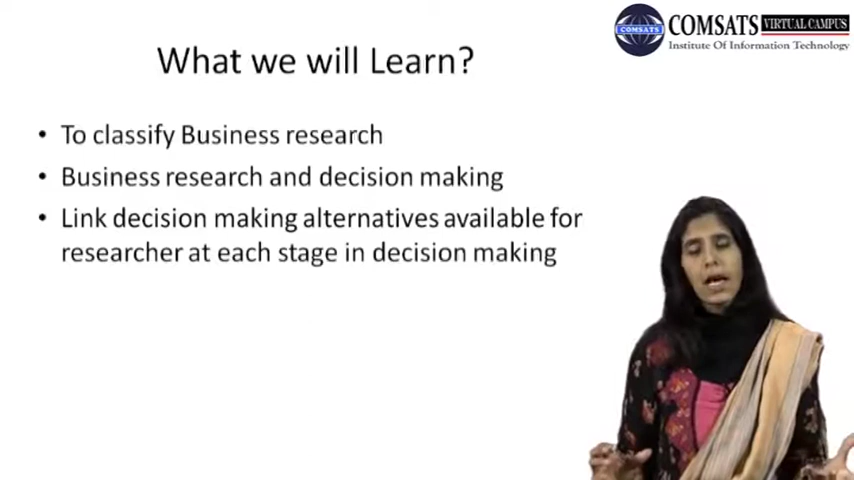 COMSATS VIRTUAL CAMPUS
COMSATS
Institute Of Information Technology
What we will Learn?
• To classify Business research
• Business research and decision making
• Link decision making alternatives available for
researcher at each stage in decision making